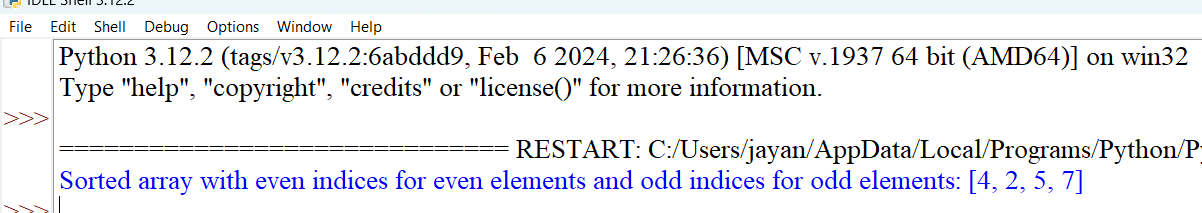 IDLE Shell 3.12.2
File Edit Shell Debug Options Window Help
Python 3.12.2 (tags/v3.12.2:6abddd9, Feb  6 2024, 21:26:36) [MSC v.1937 64 bit (AMD64)] on win32
Type "help", "copyright", "credits" or "license()" for more information.
>>>
============================== RESTART: C:/Users/jayan/AppData/Local/Programs/Python/Py
Sorted array with even indices for even elements and odd indices for odd elements: [4, 2, 5, 7]
>>>